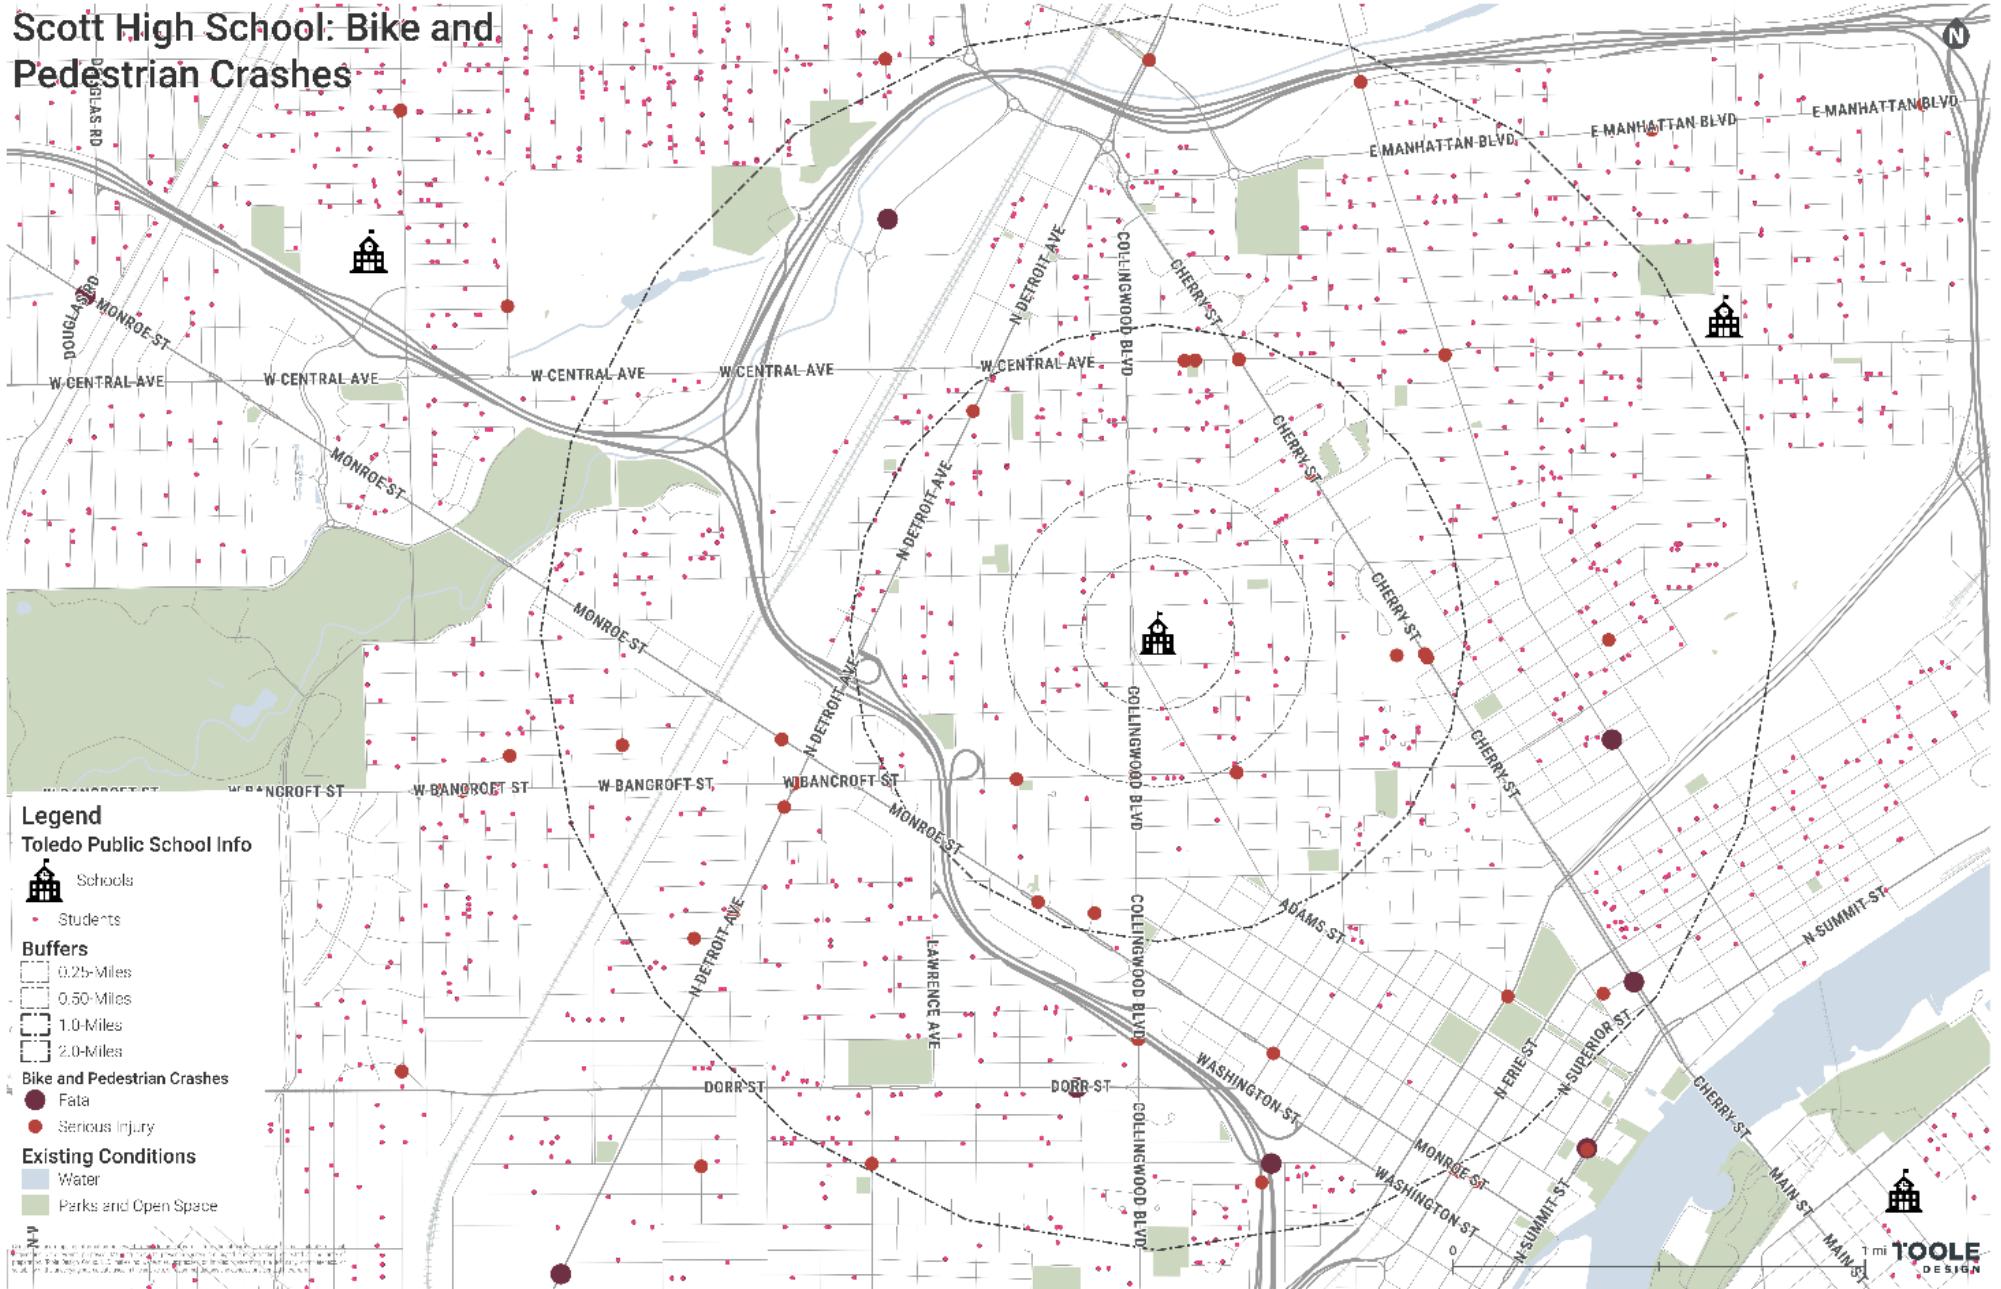 Scott High School: Bike and
Pedestrian Crashes
N
DOUGLAS RD
E MANHATTAN BLVD
E MANHATTAN BLVD
E MANHATTAN BLVD
N DETROIT AVE
COLLINGWOOD BLVD
CHERRY ST
DOUGLAS RD
MONROE ST
W CENTRAL AVE
W CENTRAL AVE
W CENTRAL AVE
W CENTRAL AVE
W CENTRAL AVE
MONROE ST
CHERRY ST
N DETROIT AVE
MONROE ST
CHERRY ST
N DETROIT AVE
COLLINGWOOD BLVD
CHERRY ST
W BANCROFT ST
W BANCROFT ST
W BANCROFT ST
W BANCROFT ST
W BANCROFT ST
MONROE ST
Legend
Toledo Public School Info
Schools
Students
Buffers
0.25-Miles
0.50-Miles
1.0-Miles
2.0-Miles
Bike and Pedestrian Crashes
Fata
Serious Injury
Existing Conditions
Water
Parks and Open Space
N DETROIT AVE
LAWRENCE AVE
COLLINGWOOD BLVD
ADAMS ST
N SUMMIT ST
DORR ST
DORR ST
WASHINGTON ST
N ERIE ST
N SUPERIOR ST
CHERRY ST
COLLINGWOOD BLVD
MONROE ST
WASHINGTON ST
N SUMMIT ST
MAIN ST
MAIN ST
0
1 mi
TOOLE
DESIGN